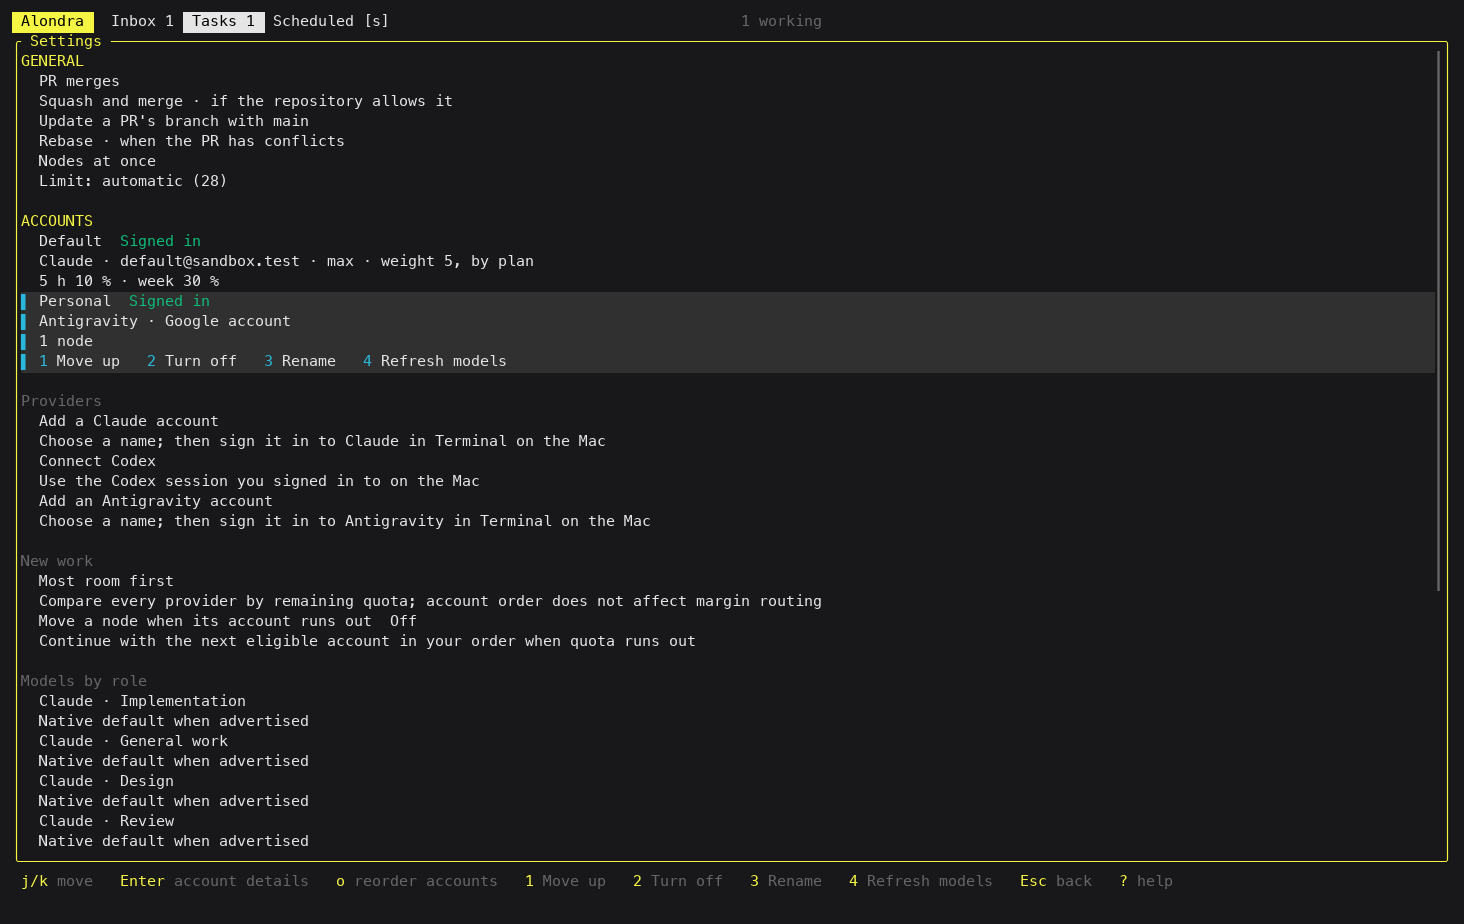 Alondra Inbox 1 Tasks 1 Scheduled [s] 1 working
Settings
GENERAL
PR merges
Squash and merge · if the repository allows it
Update a PR's branch with main
Rebase · when the PR has conflicts
Nodes at once
Limit: automatic (28)
ACCOUNTS
Default Signed in
Claude · default@sandbox.test · max · weight 5, by plan
5 h 10 % · week 30 %
Personal Signed in
Antigravity · Google account
1 node
1 Move up 2 Turn off 3 Rename 4 Refresh models
Providers
Add a Claude account
Choose a name; then sign it in to Claude in Terminal on the Mac
Connect Codex
Use the Codex session you signed in to on the Mac
Add an Antigravity account
Choose a name; then sign it in to Antigravity in Terminal on the Mac
New work
Most room first
Compare every provider by remaining quota; account order does not affect margin routing
Move a node when its account runs out Off
Continue with the next eligible account in your order when quota runs out
Models by role
Claude · Implementation
Native default when advertised
Claude · General work
Native default when advertised
Claude · Design
Native default when advertised
Claude · Review
Native default when advertised
j/k move Enter account details o reorder accounts 1 Move up 2 Turn off 3 Rename 4 Refresh models Esc back ? help